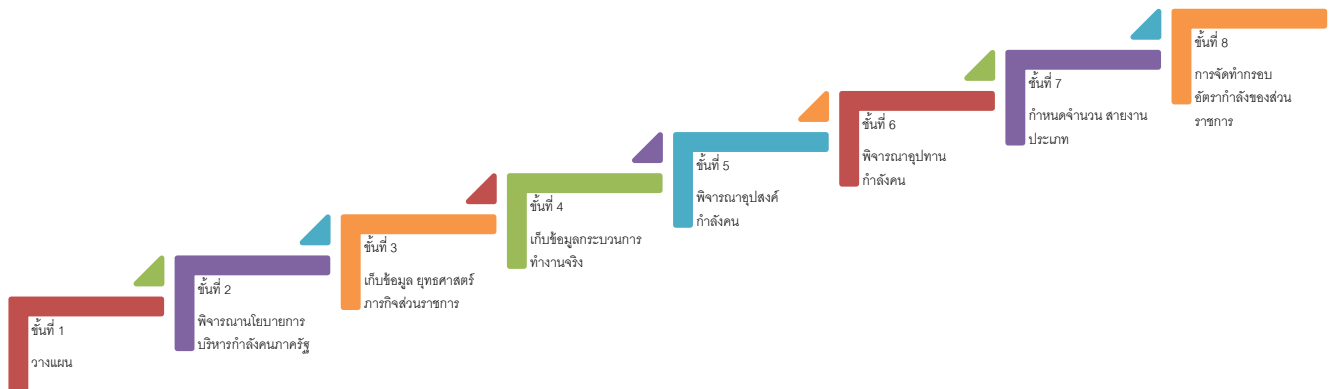 ขั้นที่ 1
วางแผน
ขั้นที่ 2
พิจารณานโยบายการ
บริหารกำลังคนภาครัฐ
ขั้นที่ 3
เก็บข้อมูล ยุทธศาสตร์
ภารกิจส่วนราชการ
ขั้นที่ 4
เก็บข้อมูลกระบวนการ
ทำงานจริง
ขั้นที่ 5
พิจารณาอุปสงค์
กำลังคน
ขั้นที่ 6
พิจารณาอุปทาน
กำลังคน
ขั้นที่ 7
กำหนดจำนวน สายงาน
ประเภท
ขั้นที่ 8
การจัดทำกรอบ
อัตรากำลังของส่วน
ราชการ